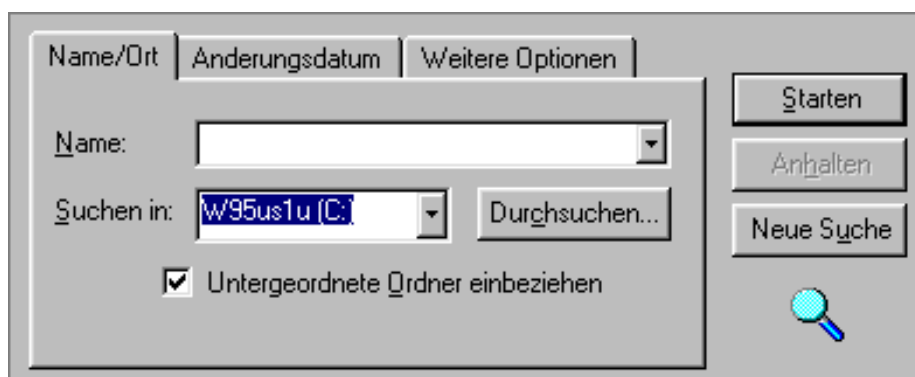 Name/Ort
Anderungsdatum
Weitere Optionen
Name:
Suchen in:
W95us1u (C:)
Durchsuchen...
Untergeordnete Ordner einbeziehen
Starten
Anhalten
Neue Suche